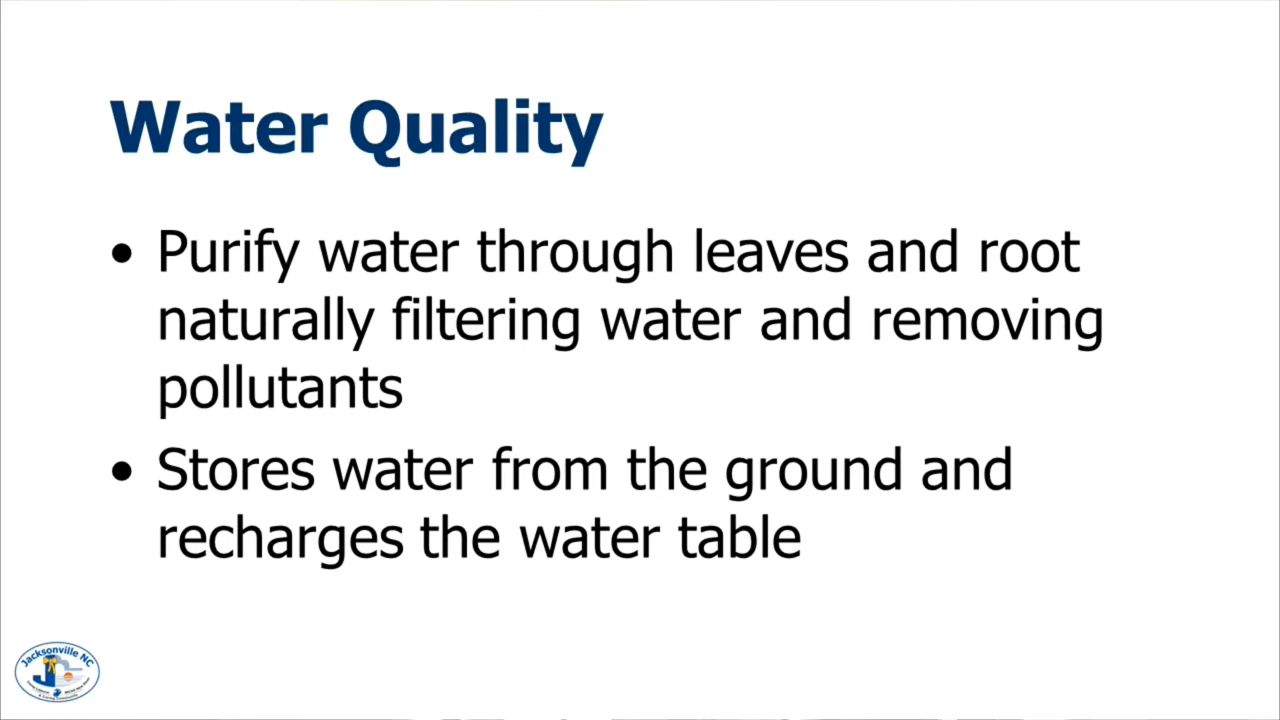 Water Quality
• Purify water through leaves and root
naturally filtering water and removing
pollutants
• Stores water from the ground and
recharges the water table
Jacksonville NC